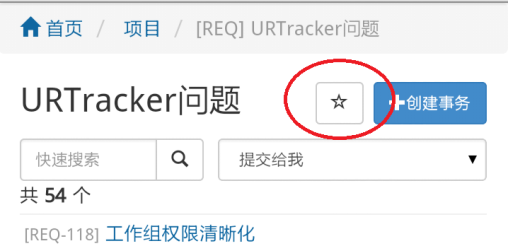 首页 / 项目 / [REQ] URTracker问题
URTracker问题 ☆ 创建事务
快速搜索 提交给我
共 54 个
[REQ-118] 工作组权限清晰化